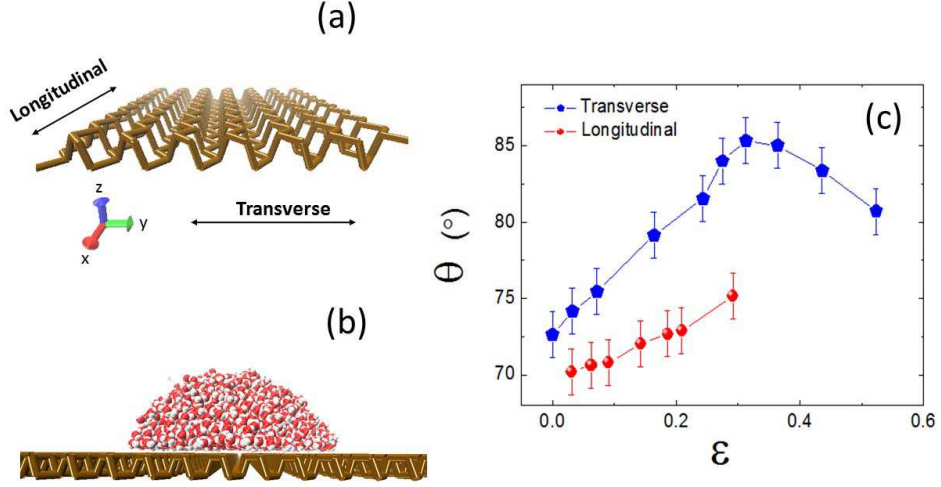 (a)
Longitudinal
z
y
x
Transverse
(b)
(c)
Transverse
Longitudinal
θ (°)
85
80
75
70
0.0 0.2 0.4 0.6
ε